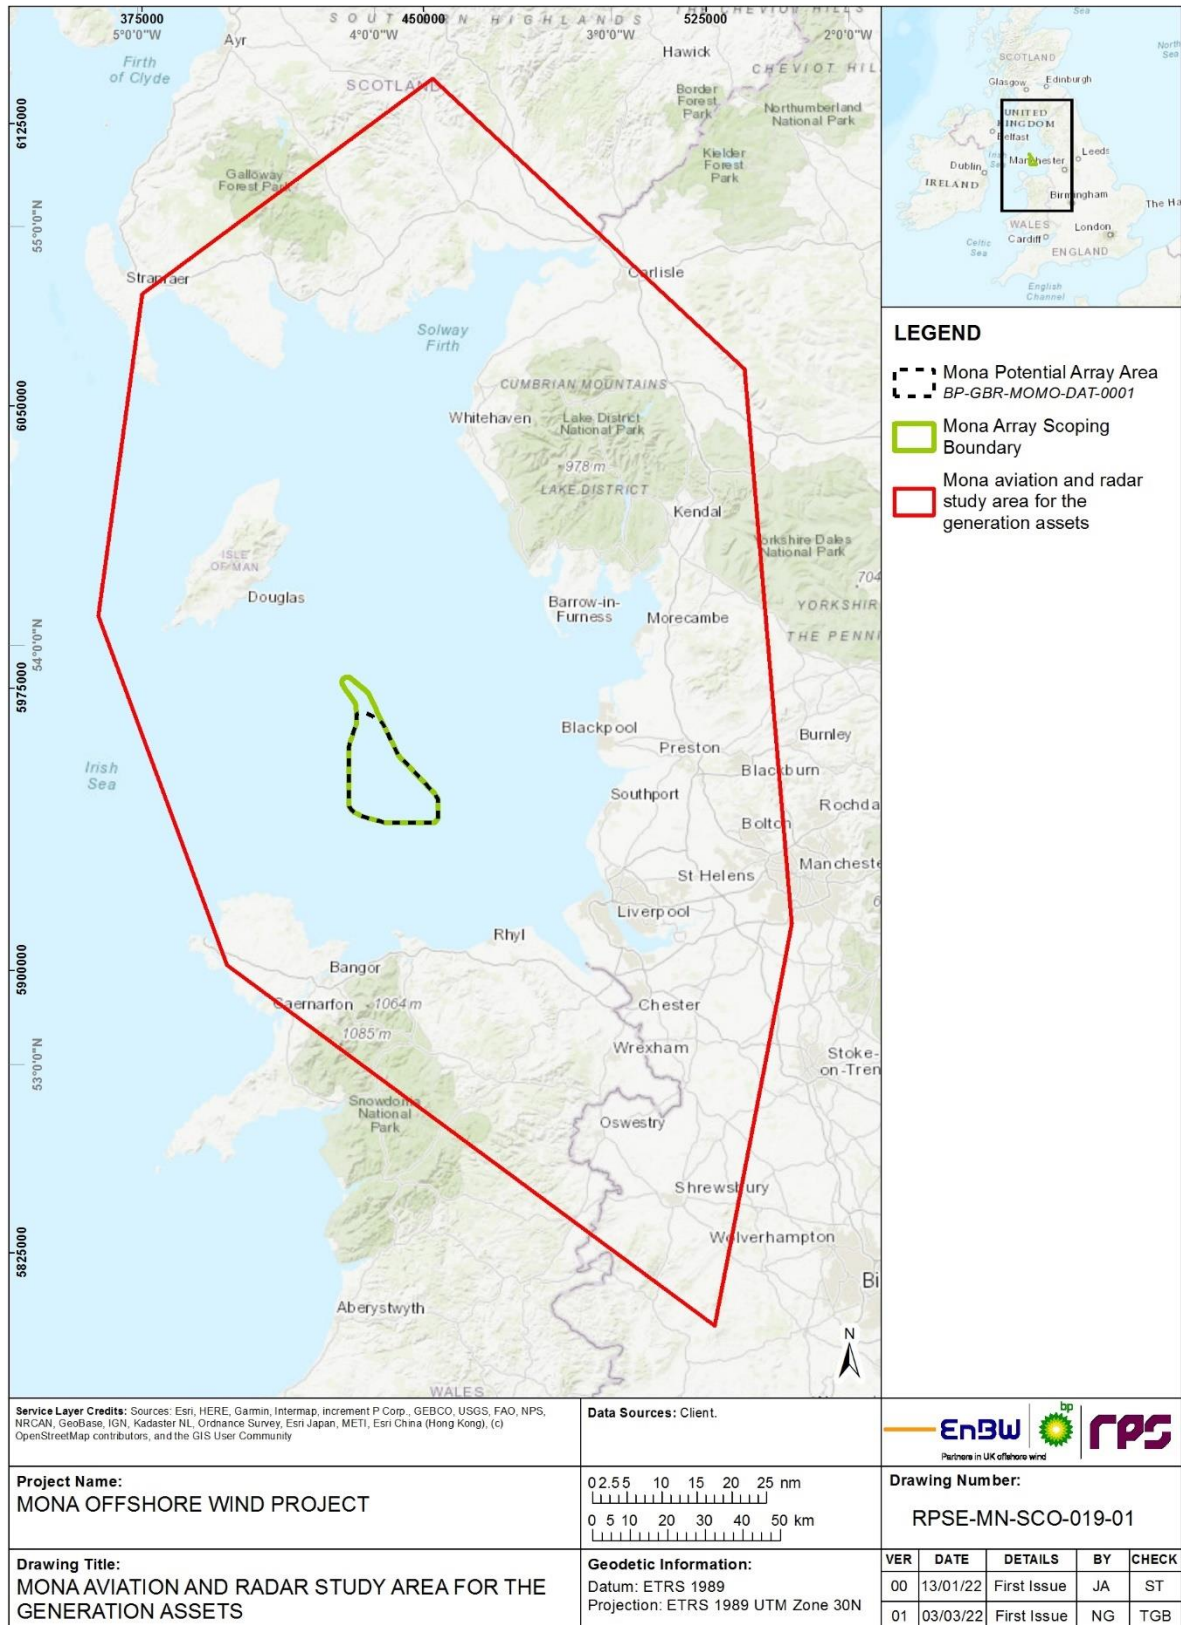 375000
450000
525000
5°0'0"W
4°0'0"W
3°0'0"W
2°0'0"W
6125000
6050000
5975000
5900000
5825000
55°0'0"N
54°0'0"N
53°0'0"N
Ayr
Firth
of Clyde
SCOTLAND
Hawick
CHEVIOT HIL
Border
Forest
Park
Northumberland
National Park
Kielder
Forest
Park
Galloway
Forest Park
Stranraer
Carlisle
Solway
Firth
CUMBRIAN MOUNTAINS
Whitehaven
Lake District
National Park
978 m
LAKE DISTRICT
Kendal
Yorkshire Dales
National Park
704
YORKSHIR
THE PENNI
ISLE
OF MAN
Douglas
Barrow-in-
Furness
Morecambe
Blackpool
Preston
Burnley
Blackburn
Irish
Sea
Southport
Rochda
Bolton
Mancheste
St Helens
Liverpool
Rhyl
Bangor
Caernarfon
1064 m
1085 m
Chester
Wrexham
Stoke-
on-Tren
Snowdonia
National
Park
Oswestry
Shrewsbury
Wolverhampton
Bi
Aberystwyth
WALES
N
Sea
North
Sea
SCOTLAND
Glasgow
Edinburgh
UNITED
KINGDOM
Belfast
Leeds
Dublin
Manchester
IRELAND
Birmingham
The Ha
WALES
London
Celtic
Sea
Cardiff
ENGLAND
English
Channel
LEGEND
Mona Potential Array Area
BP-GBR-MOMO-DAT-0001
Mona Array Scoping
Boundary
Mona aviation and radar
study area for the
generation assets
Service Layer Credits: Sources: Esri, HERE, Garmin, Intermap, increment P Corp., GEBCO, USGS, FAO, NPS,
NRCAN, GeoBase, IGN, Kadaster NL, Ordnance Survey, Esri Japan, METI, Esri China (Hong Kong), (c)
OpenStreetMap contributors, and the GIS User Community
Data Sources: Client.
EnBW
Partners in UK offshore wind
bp
rps
Project Name:
MONA OFFSHORE WIND PROJECT
0 2.5 5 10 15 20 25 nm
0 5 10 20 30 40 50 km
Drawing Number:
RPSE-MN-SCO-019-01
Drawing Title:
MONA AVIATION AND RADAR STUDY AREA FOR THE
GENERATION ASSETS
Geodetic Information:
Datum: ETRS 1989
Projection: ETRS 1989 UTM Zone 30N
VER DATE DETAILS BY CHECK
00 13/01/22 First Issue JA ST
01 03/03/22 First Issue NG TGB